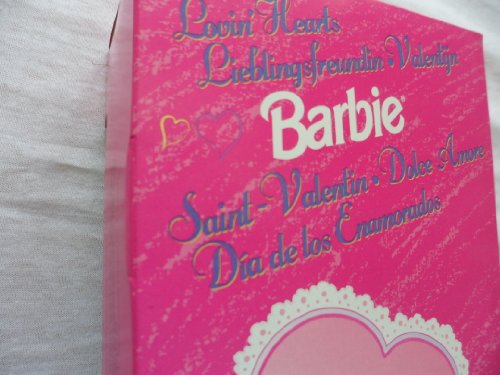 Lovin' Hearts
Lieblingsfreundin • Valentijn
Barbie®
Saint-Valentin • Dolce Amore
Día de los Enamorados